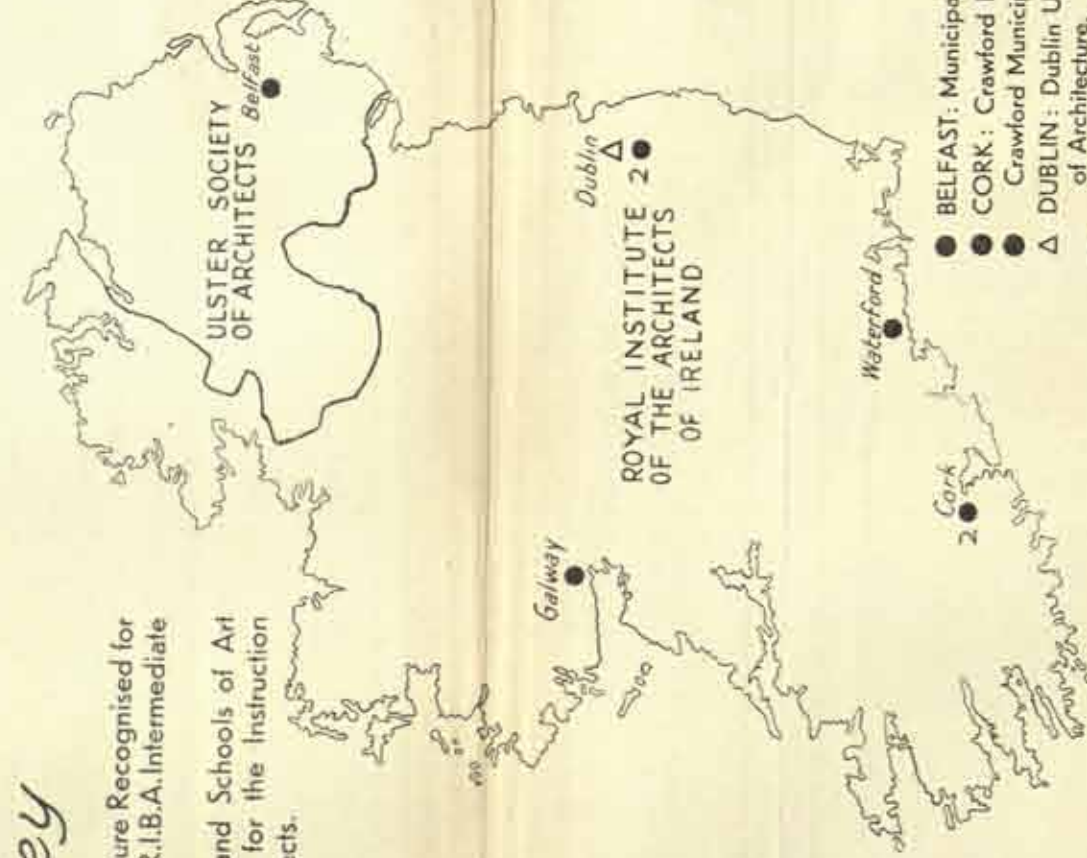 ey
ure Recognised for
R.I.B.A. Intermediate
and Schools of Art
for the Instruction
cts.
ULSTER SOCIETY
OF ARCHITECTS
Belfast
Dublin
2
ROYAL INSTITUTE
OF THE ARCHITECTS
OF IRELAND
Galway
Waterford
2 Cork
BELFAST: Municipa
CORK: Crawford
Crawford Municip
DUBLIN: Dublin U
of Architecture.